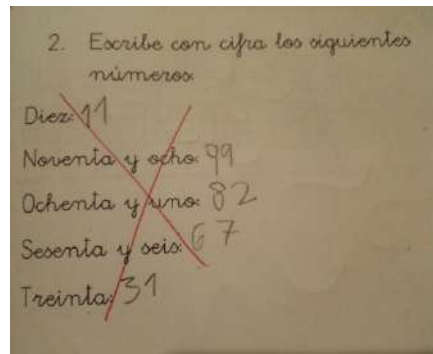 2. Escribe con cifra los siguientes
números:
Diez: 11
Noventa y ocho: 99
Ochenta y uno: 82
Sesenta y seis: 67
Treinta: 31